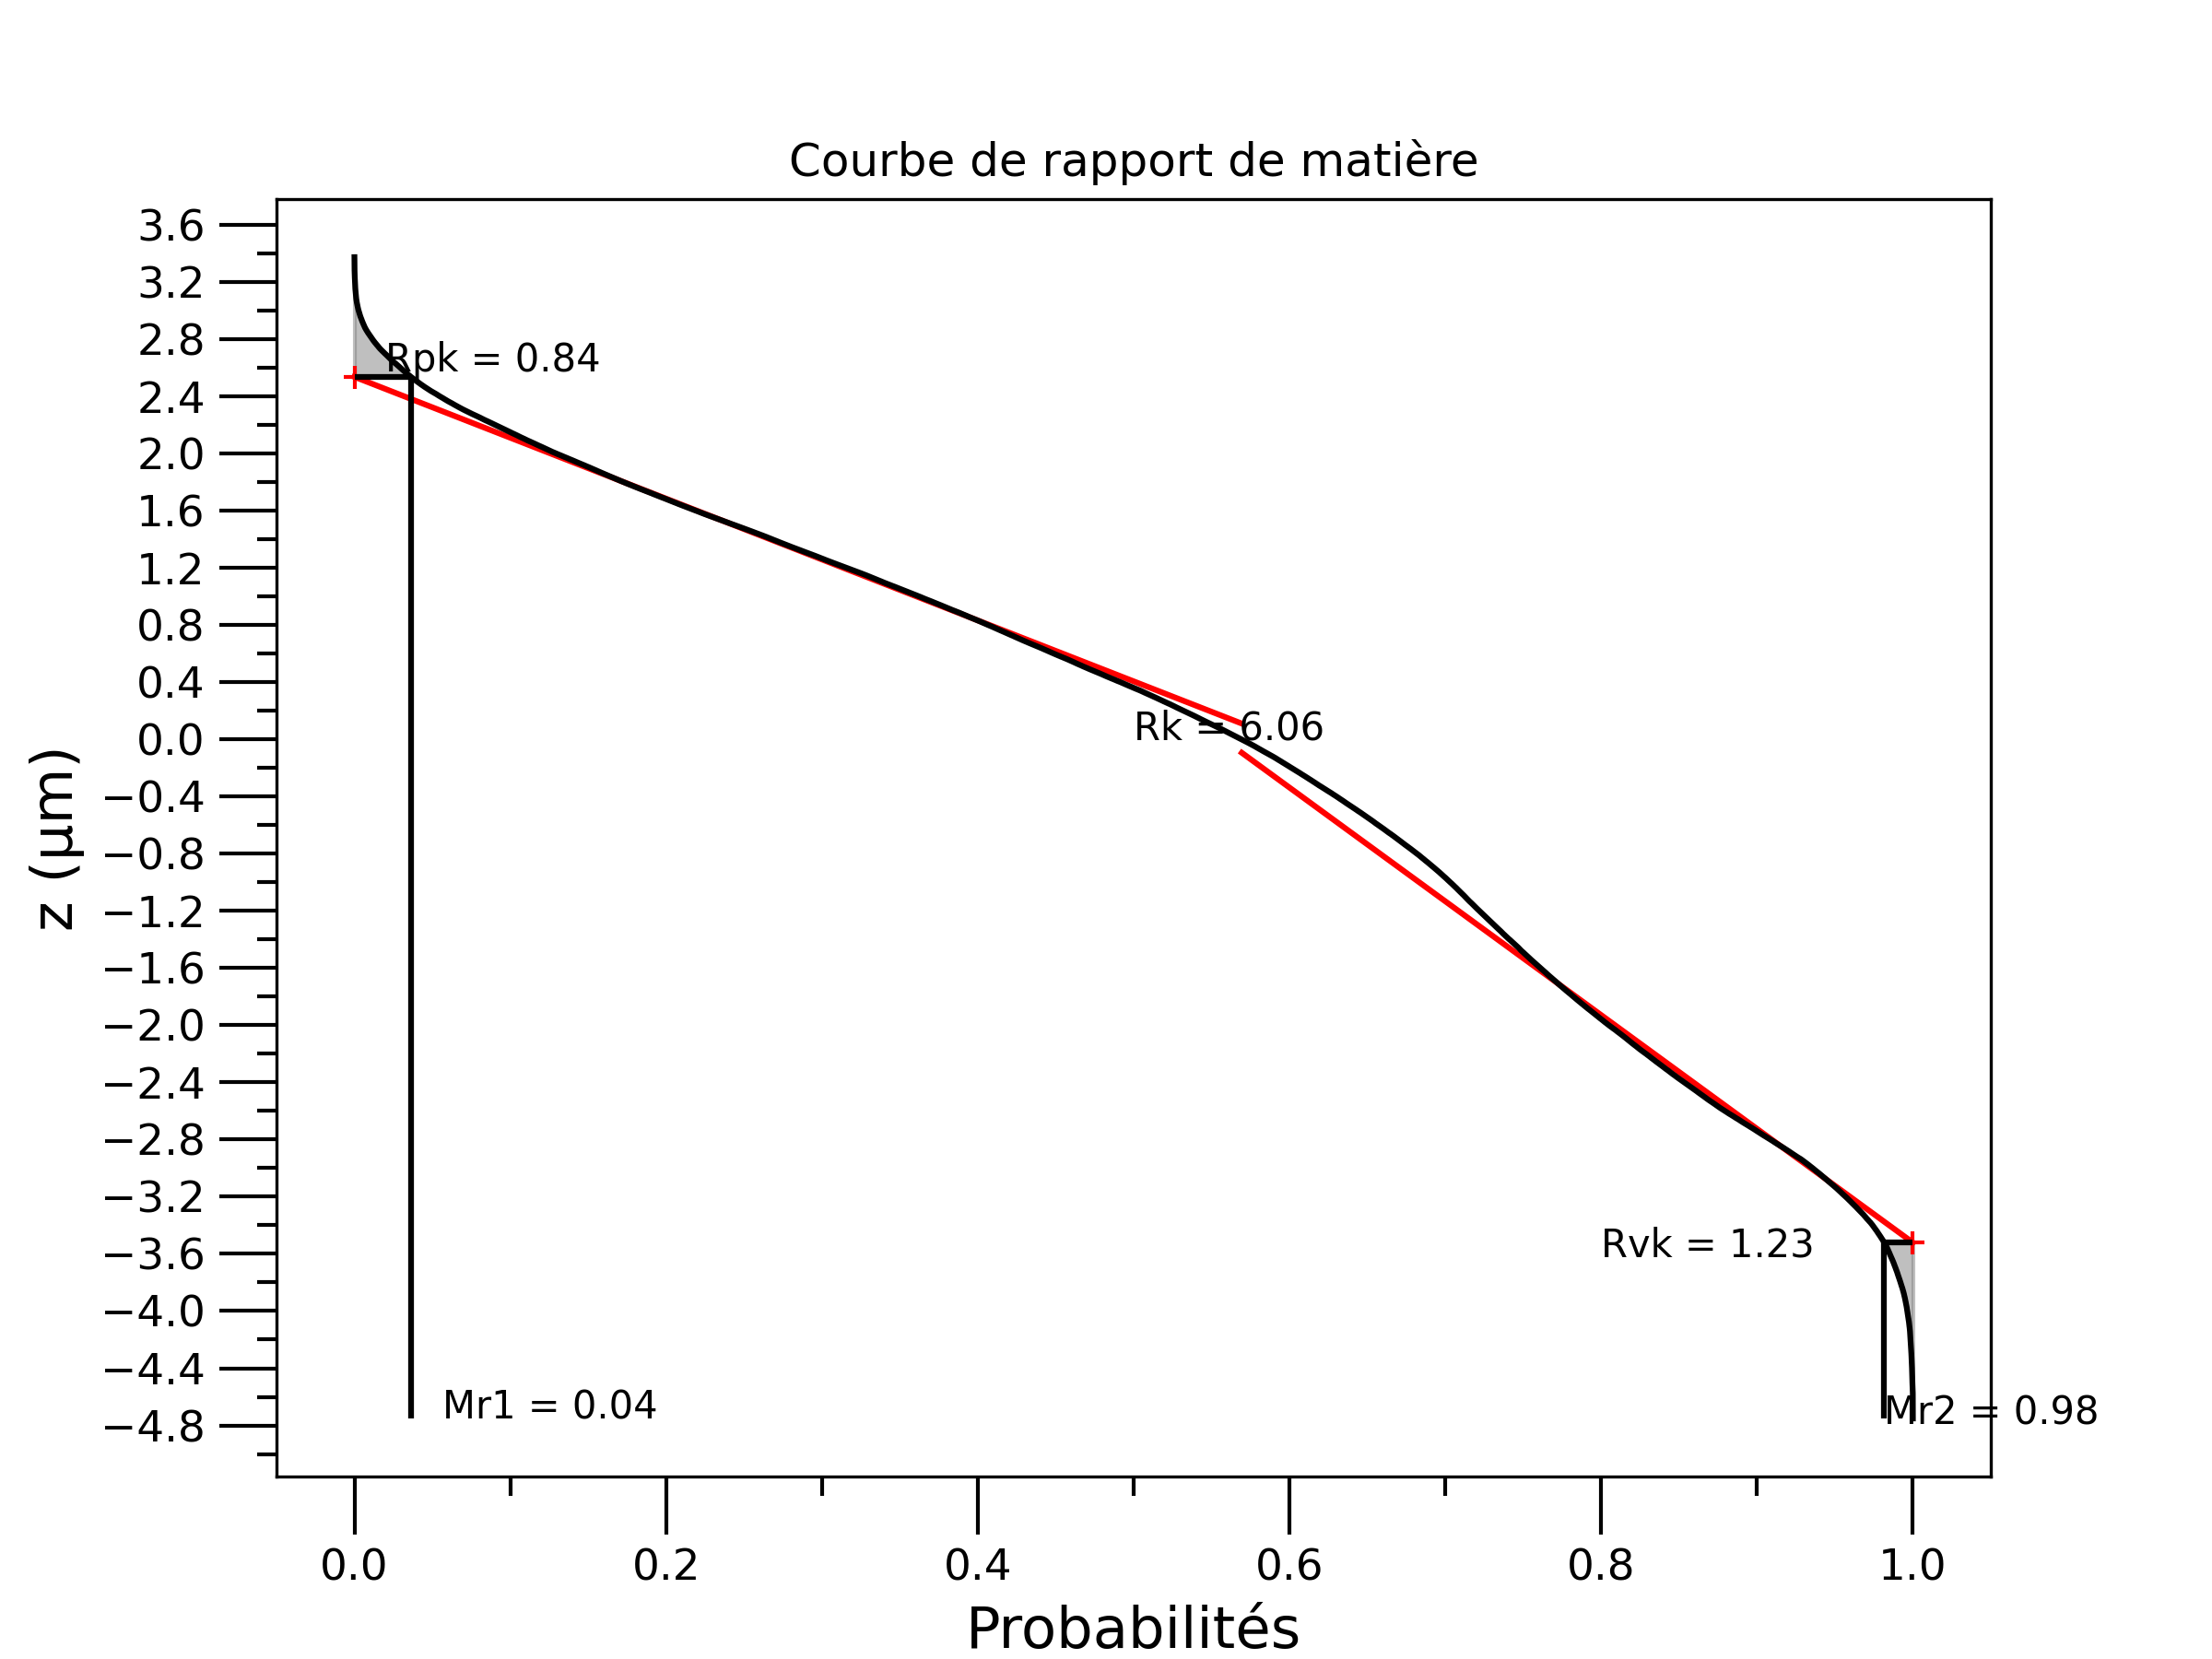 Courbe de rapport de matière
z (µm)
3.6
3.2
2.8
2.4
2.0
1.6
1.2
0.8
0.4
0.0
−0.4
−0.8
−1.2
−1.6
−2.0
−2.4
−2.8
−3.2
−3.6
−4.0
−4.4
−4.8
Rpk = 0.84
Rk = 6.06
Rvk = 1.23
Mr1 = 0.04
Mr2 = 0.98
0.0 0.2 0.4 0.6 0.8 1.0
Probabilités